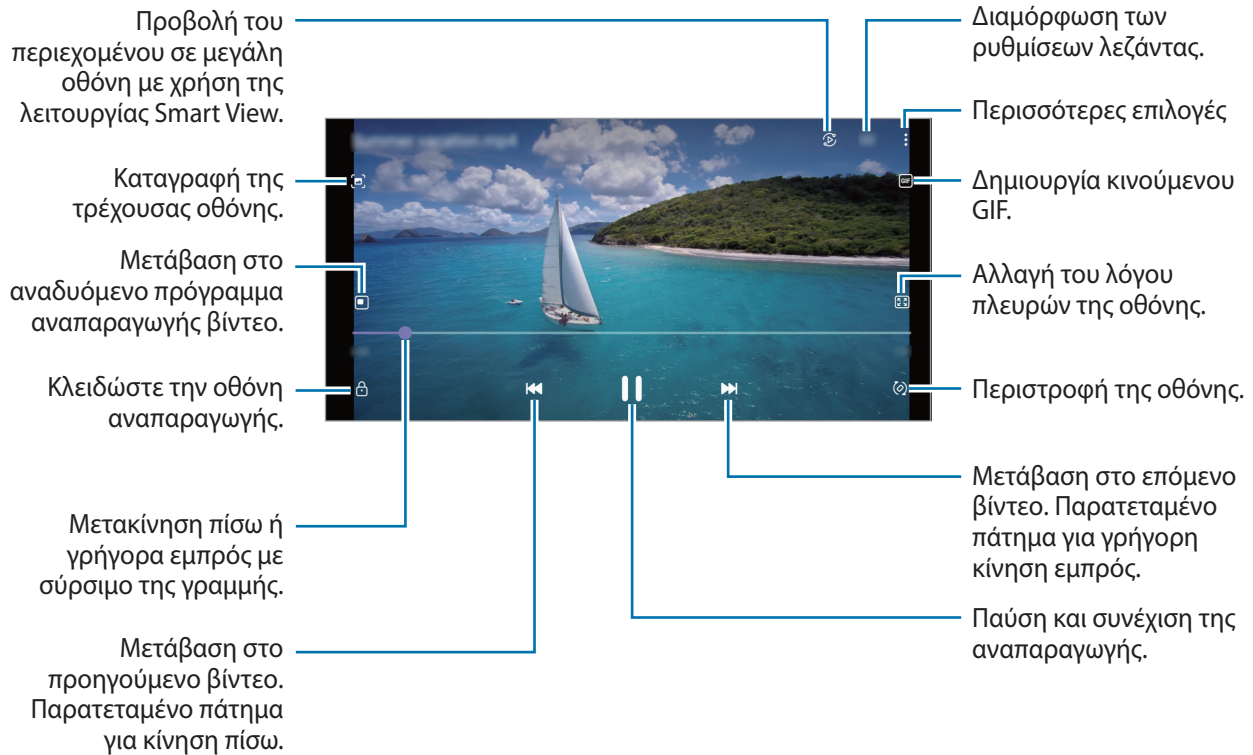 Προβολή του
περιεχομένου σε μεγάλη
οθόνη με χρήση της
λειτουργίας Smart View.
Καταγραφή της
τρέχουσας οθόνης.
Μετάβαση στο
αναδυόμενο πρόγραμμα
αναπαραγωγής βίντεο.
Κλειδώστε την οθόνη
αναπαραγωγής.
Μετακίνηση πίσω ή
γρήγορα εμπρός με
σύρσιμο της γραμμής.
Μετάβαση στο
προηγούμενο βίντεο.
Παρατεταμένο πάτημα
για κίνηση πίσω.
GIF
Διαμόρφωση των
ρυθμίσεων λεζάντας.
Περισσότερες επιλογές
Δημιουργία κινούμενου
GIF.
Αλλαγή του λόγου
πλευρών της οθόνης.
Περιστροφή της οθόνης.
Μετάβαση στο επόμενο
βίντεο. Παρατεταμένο
πάτημα για γρήγορη
κίνηση εμπρός.
Παύση και συνέχιση της
αναπαραγωγής.